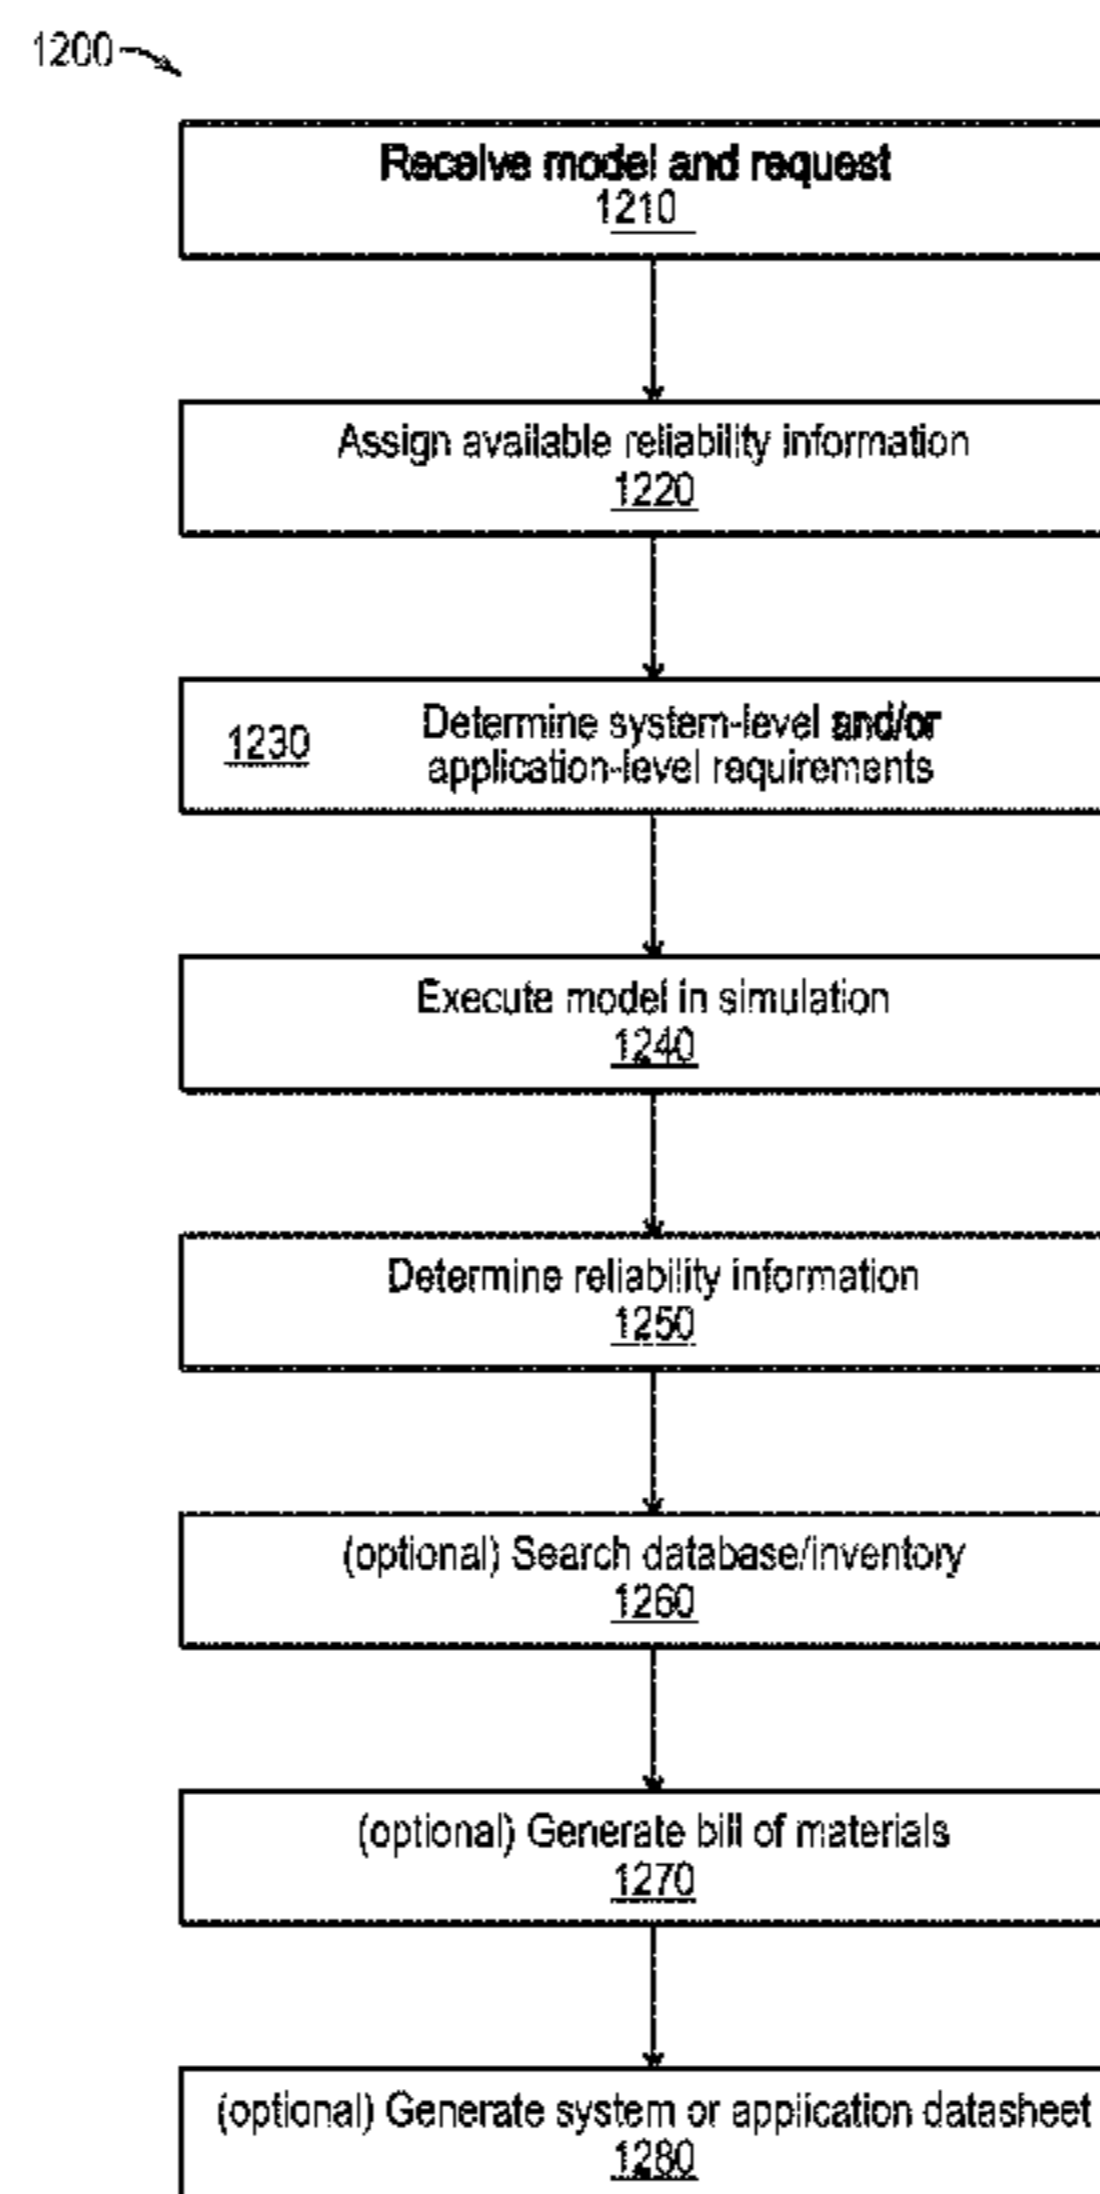 1200
Receive model and request
1210
Assign available reliability information
1220
1230
Determine system-level and/or
application-level requirements
Execute model in simulation
1240
Determine reliability information
1250
(optional) Search database/inventory
1260
(optional) Generate bill of materials
1270
(optional) Generate system or application datasheet
1280